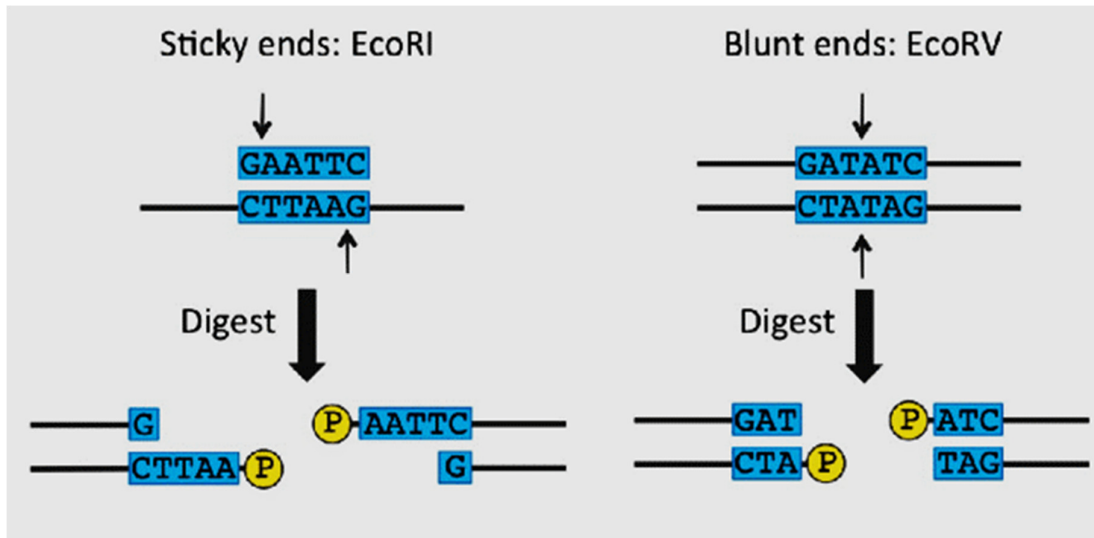 Sticky ends: EcoRI
GAATTC
CTTAAG
Digest
G
P AATTC
CTTAA P
G
Blunt ends: EcoRV
GATATC
CTATAG
Digest
GAT
P ATC
CTA P
TAG